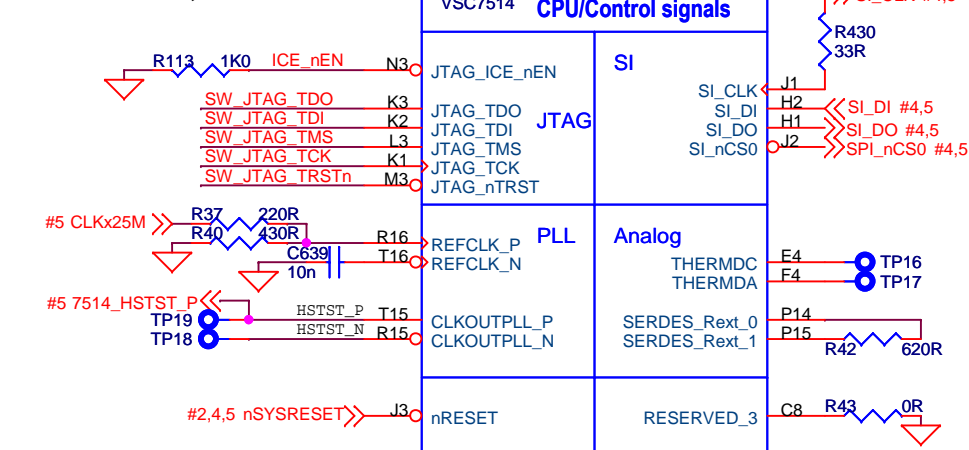 VSC7514
CPU/Control signals
R430
33R
R113 1K0 ICE_nEN N3 JTAG_ICE_nEN
SI
SI_CLK J1
SW_JTAG_TDO K3 JTAG_TDO
SI_DI H2 SI_DI #4,5
SW_JTAG_TDI K2 JTAG_TDI
JTAG
SI_DO H1 SI_DO #4,5
SW_JTAG_TMS L3 JTAG_TMS
SI_nCS0 J2 SPI_nCS0 #4,5
SW_JTAG_TCK K1 JTAG_TCK
SW_JTAG_TRSTn M3 JTAG_nTRST
#5 CLKx25M R37 220R
R40 430R R16 REFCLK_P
PLL
Analog
C639 T16 REFCLK_N
10n
THERMDC E4 TP16
THERMDA F4 TP17
#5 7514_HSTST_P
TP19 HSTST_P T15 CLKOUTPLL_P
SERDES_Rext_0 P14
TP18 HSTST_N R15 CLKOUTPLL_N
SERDES_Rext_1 P15
R42 620R
#2,4,5 nSYSRESET J3 nRESET
RESERVED_3 C8 R43 0R